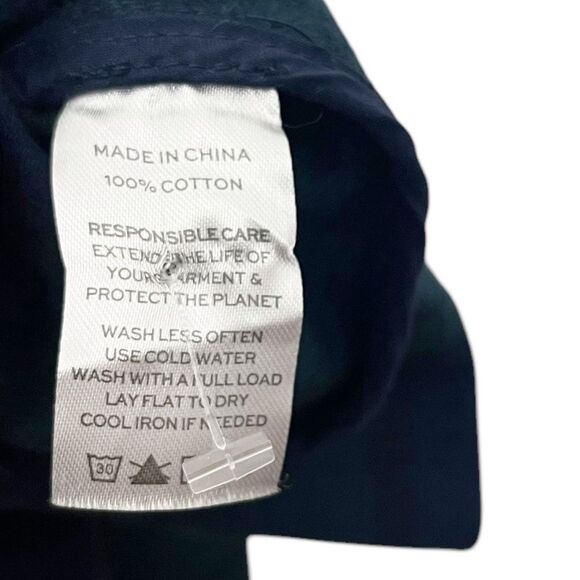 MADE IN CHINA
100% COTTON
RESPONSIBLE CARE
EXTEND THE LIFE OF
YOUR GARMENT &
PROTECT THE PLANET
WASH LESS OFTEN
USE COLD WATER
WASH WITH A FULL LOAD
LAY FLAT TO DRY
COOL IRON IF NEEDED
30